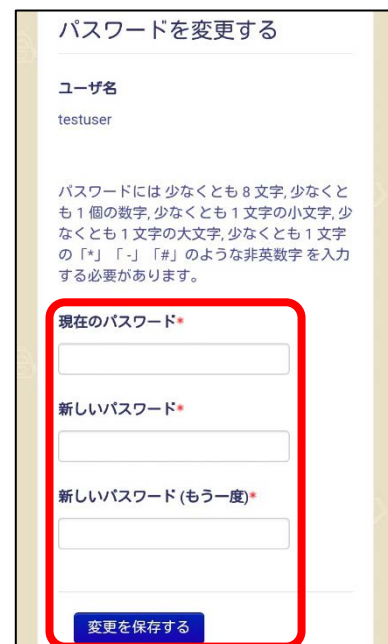 パスワードを変更する
ユーザ名
testuser
パスワードには 少なくとも 8 文字, 少なくと
も 1 個の数字, 少なくとも 1 文字の小文字, 少
なくとも 1 文字の大文字, 少なくとも 1 文字
の「*」「-」「#」のような非英数字 を入力
する必要があります。
現在のパスワード*
新しいパスワード*
新しいパスワード (もう一度)*
変更を保存する